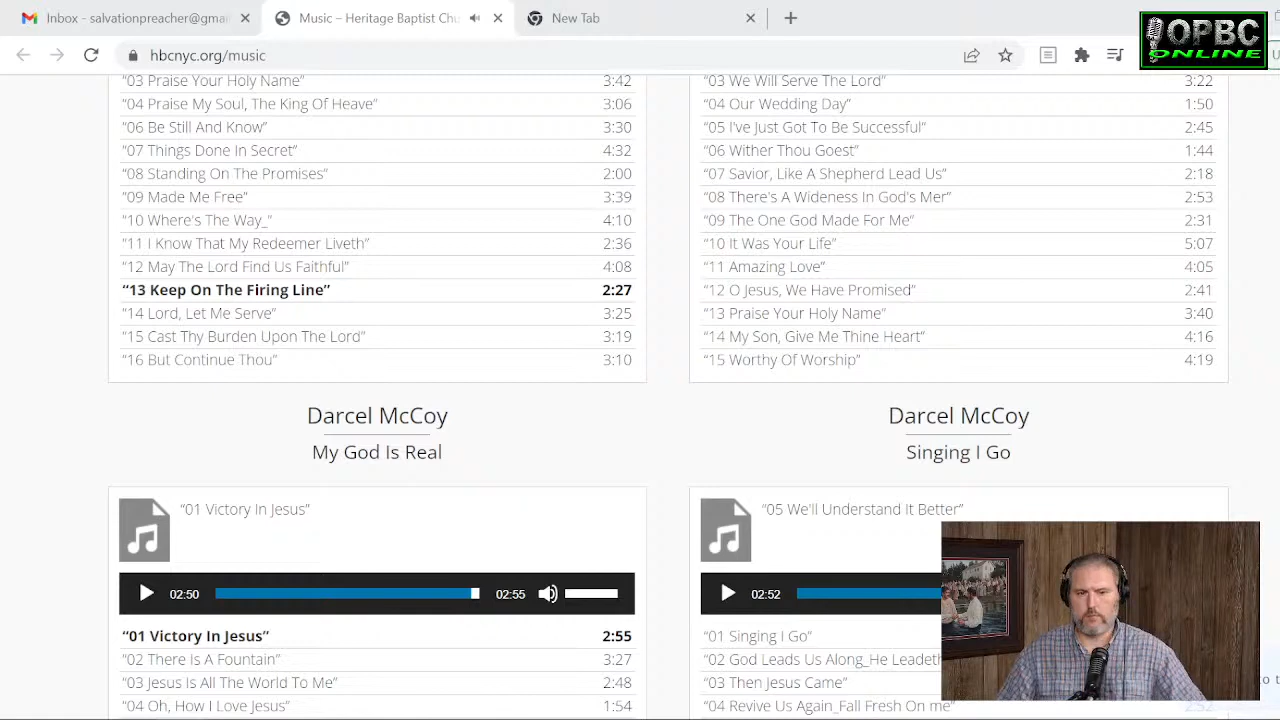 Inbox - salvationpreacher@gmai
Music – Heritage Baptist Chu
New Tab
hbcnyc.org/music
OPBC
ONLINE
“03 Praise Your Holy Name” 3:42
“04 Praise My Soul, The King Of Heave” 3:06
“06 Be Still And Know” 3:30
“07 Things Done In Secret” 4:32
“08 Standing On The Promises” 2:00
“09 Made Me Free” 3:39
“10 Where's The Way_” 4:10
“11 I Know That My Redeemer Liveth” 2:36
“12 May The Lord Find Us Faithful” 4:08
“13 Keep On The Firing Line” 2:27
“14 Lord, Let Me Serve” 3:25
“15 Cast Thy Burden Upon The Lord” 3:19
“16 But Continue Thou” 3:10
“03 We Will Serve The Lord” 3:22
“04 Our Wedding Day” 1:50
“05 I've Just Got To Be Successful” 2:45
“06 Wither Thou Goest” 1:44
“07 Savior, Like A Shepherd Lead Us” 2:18
“08 There's A Wideness In God's Mer” 2:53
“09 The One God Made For Me” 2:31
“10 It Was Your Life” 5:07
“11 Amazing Love” 4:05
“12 O Jesus, We Have Promised” 2:41
“13 Praise Your Holy Name” 3:40
“14 My Son, Give Me Thine Heart” 4:16
“15 Worthy Of Worship” 4:19
Darcel McCoy
My God Is Real
“01 Victory In Jesus”
02:50 02:55
“01 Victory In Jesus” 2:55
“02 There Is A Fountain” 3:27
“03 Jesus Is All The World To Me” 2:48
“04 Oh, How I Love Jesus” 1:54
Darcel McCoy
Singing I Go
“05 We'll Understand It Better”
02:52
“01 Singing I Go”
“02 God Leads Us Along_He Leadeth
“03 Then Jesus Came”
“04 Revive Us Again_Fall Fresh On me” 2:52